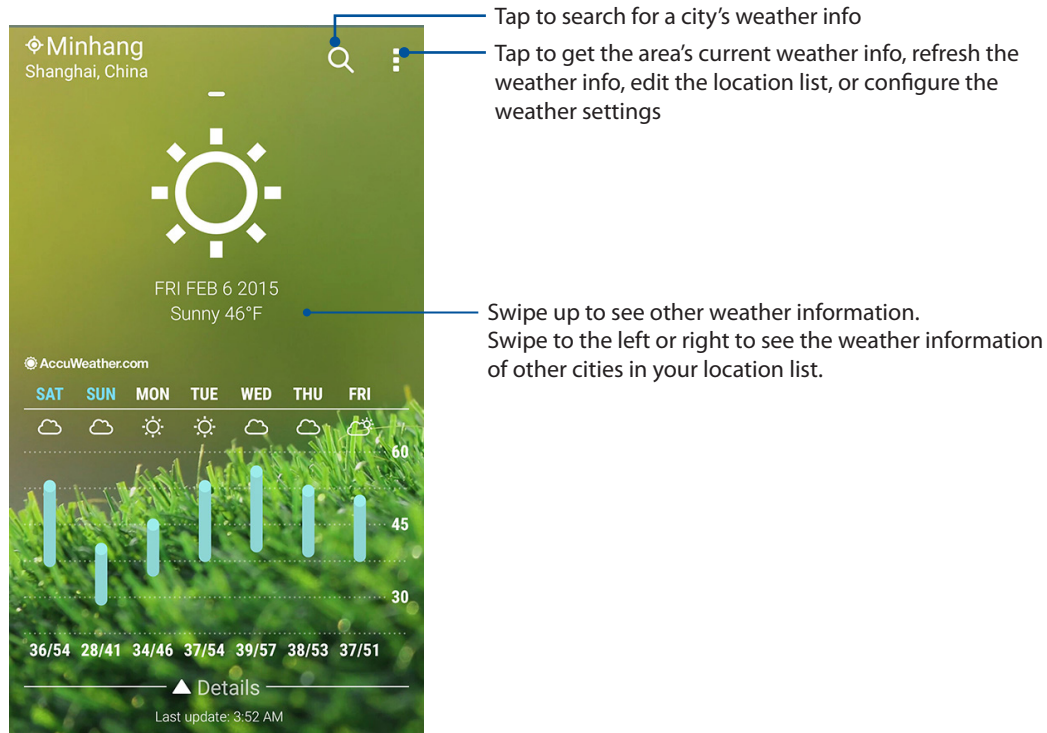 Tap to search for a city’s weather info
Tap to get the area’s current weather info, refresh the
weather info, edit the location list, or configure the
weather settings
Minhang
Shanghai, China
FRI FEB 6 2015
Sunny 46°F
Swipe up to see other weather information.
Swipe to the left or right to see the weather information
of other cities in your location list.
AccuWeather.com
SAT SUN MON TUE WED THU FRI
60
45
30
36/54 28/41 34/46 37/54 39/57 38/53 37/51
Details
Last update: 3:52 AM